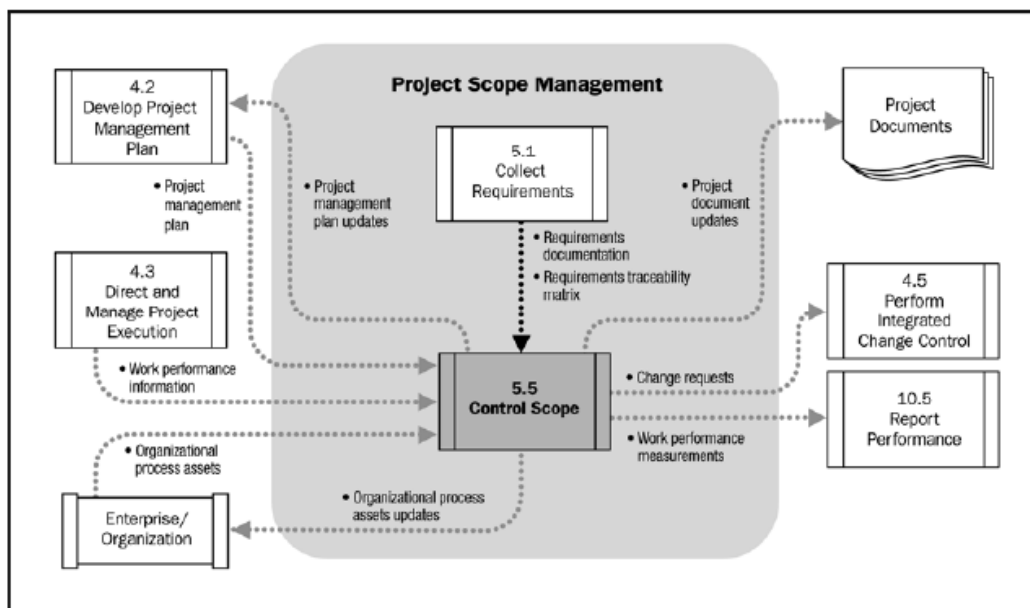 Project Scope Management
4.2
Develop Project
Management
Plan
• Project
management
plan
• Project
management
plan updates
5.1
Collect
Requirements
• Requirements
documentation
• Requirements traceability
matrix
• Project
document
updates
Project
Documents
4.3
Direct and
Manage Project
Execution
• Work performance
information
5.5
Control Scope
• Change requests
4.5
Perform
Integrated
Change Control
• Work performance
measurements
10.5
Report
Performance
• Organizational
process assets
• Organizational process
assets updates
Enterprise/
Organization